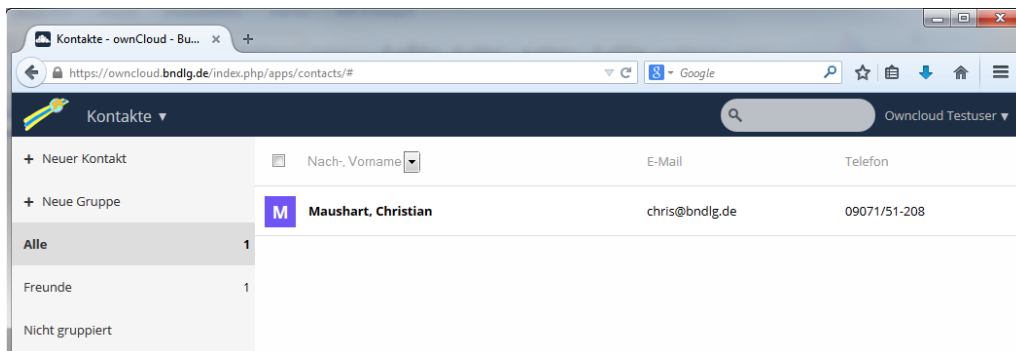 Kontakte - ownCloud - Bu...
https://owncloud.bndlg.de/index.php/apps/contacts/#
Google
Kontakte
Owncloud Testuser
+ Neuer Kontakt
Nach-, Vorname
E-Mail
Telefon
+ Neue Gruppe
M
Maushart, Christian
chris@bndlg.de
09071/51-208
Alle 1
Freunde 1
Nicht gruppiert